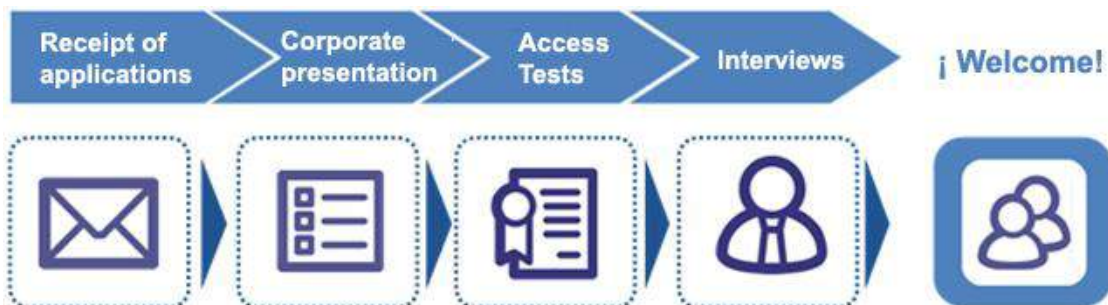 Receipt of
applications
Corporate
presentation
Access
Tests
Interviews
¡ Welcome!